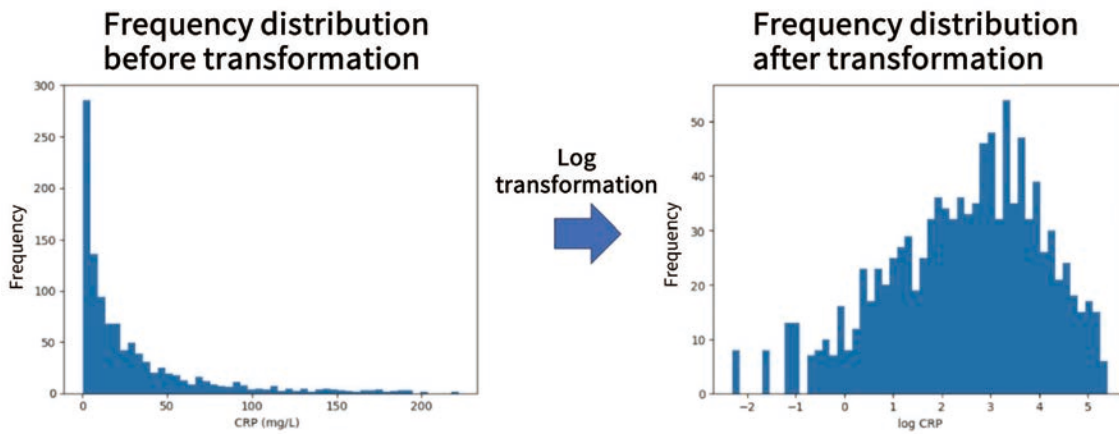 Frequency distribution
before transformation
300
250
200
150
100
50
0
Frequency
0 50 100 150 200
CRP (mg/L)
Log
transformation
Frequency distribution
after transformation
50
40
30
20
10
0
Frequency
−2 −1 0 1 2 3 4 5
log CRP